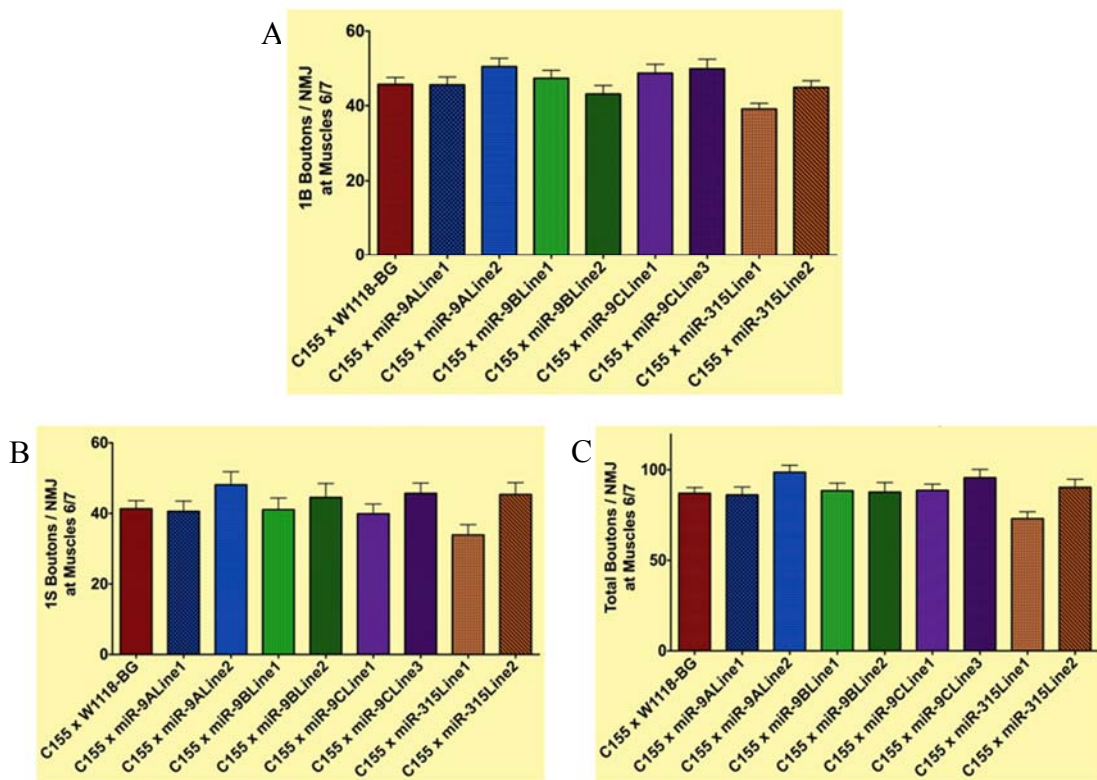 A
1B Boutons / NMJ
at Muscles 6/7
60
40
20
0
C155 x W1118-BG
C155 x miR-9ALine1
C155 x miR-9ALine2
C155 x miR-9BLine1
C155 x miR-9BLine2
C155 x miR-9CLine1
C155 x miR-9CLine3
C155 x miR-315Line1
C155 x miR-315Line2
B
1S Boutons / NMJ
at Muscles 6/7
60
40
20
0
C155 x W1118-BG
C155 x miR-9ALine1
C155 x miR-9ALine2
C155 x miR-9BLine1
C155 x miR-9BLine2
C155 x miR-9CLine1
C155 x miR-9CLine3
C155 x miR-315Line1
C155 x miR-315Line2
C
Total Boutons / NMJ
at Muscles 6/7
100
50
0
C155 x W1118-BG
C155 x miR-9ALine1
C155 x miR-9ALine2
C155 x miR-9BLine1
C155 x miR-9BLine2
C155 x miR-9CLine1
C155 x miR-9CLine3
C155 x miR-315Line1
C155 x miR-315Line2